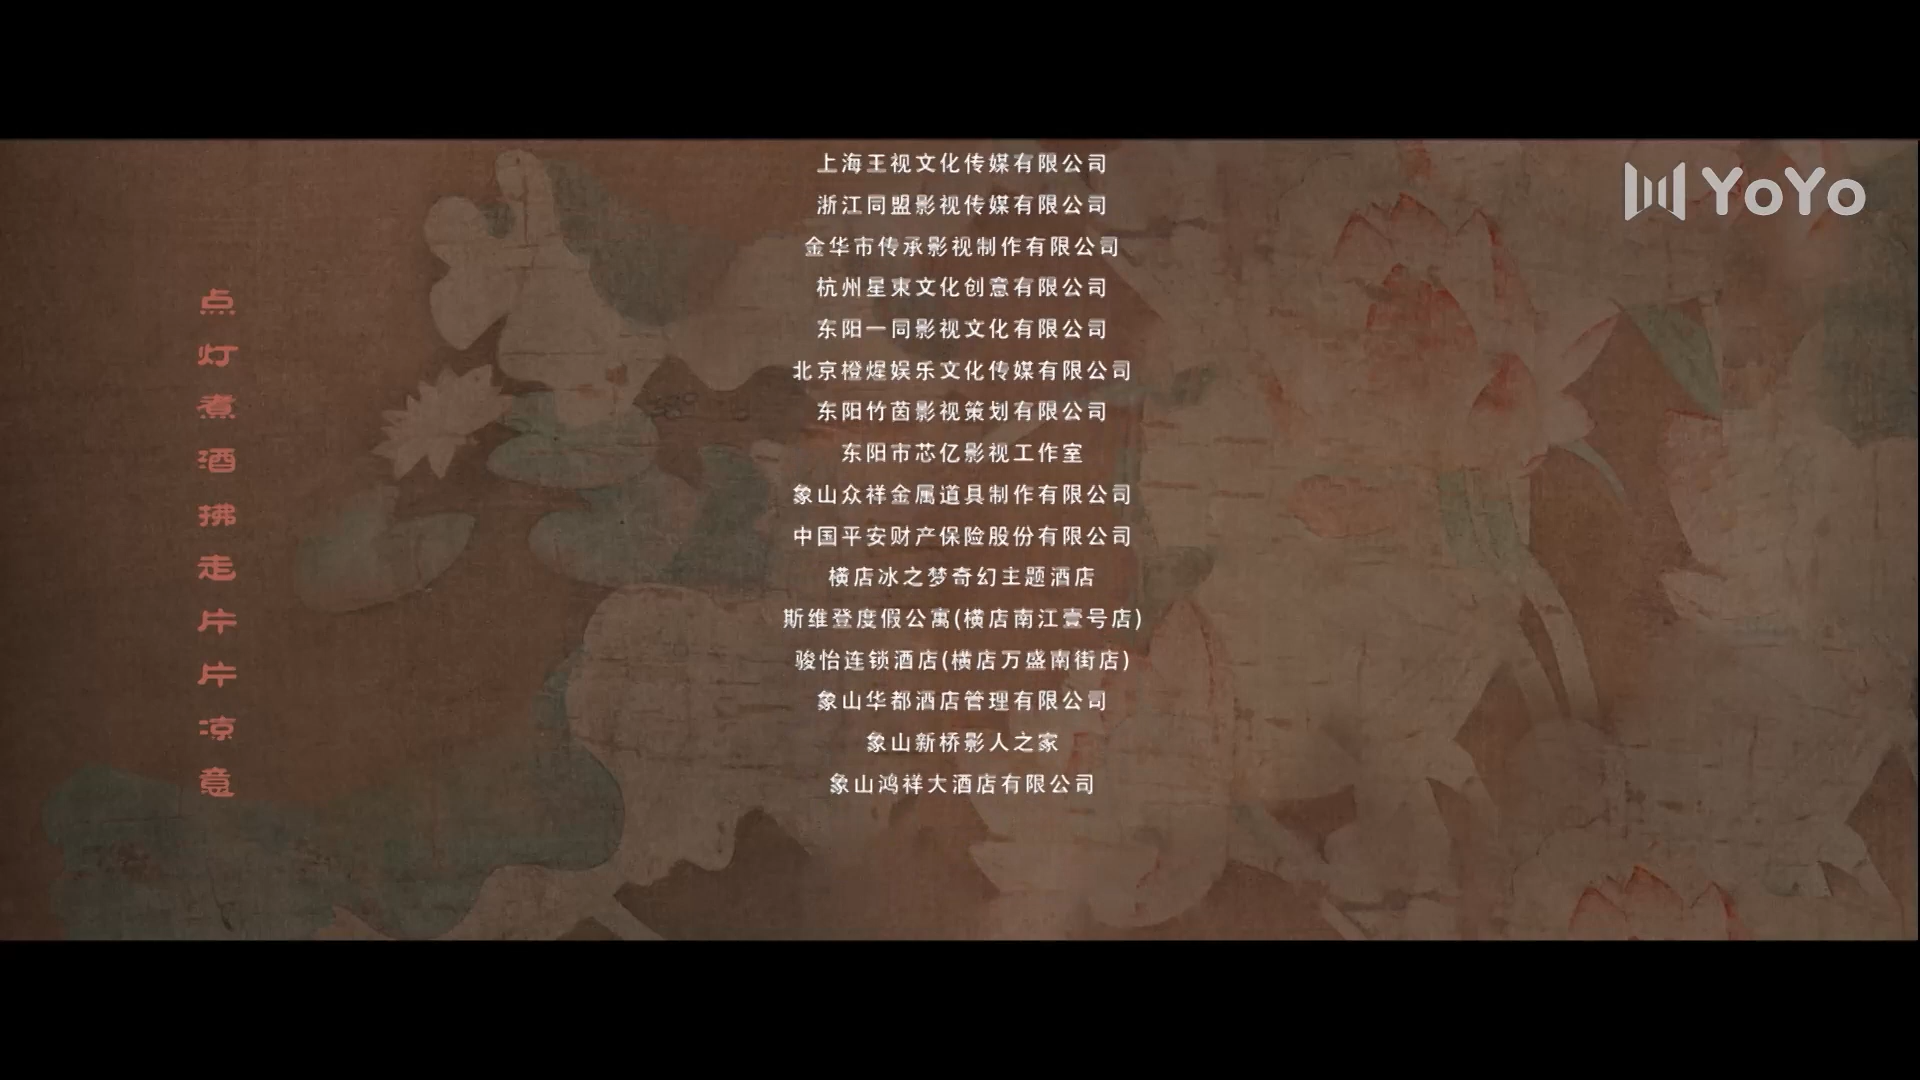 上海王视文化传媒有限公司
浙江同盟影视传媒有限公司
金华市传承影视制作有限公司
杭州星束文化创意有限公司
东阳一同影视文化有限公司
北京橙煋娱乐文化传媒有限公司
东阳竹茵影视策划有限公司
东阳市芯亿影视工作室
象山众祥金属道具制作有限公司
中国平安财产保险股份有限公司
横店冰之梦奇幻主题酒店
斯维登度假公寓(横店南江壹号店)
骏怡连锁酒店(横店万盛南街店)
象山华都酒店管理有限公司
象山新桥影人之家
象山鸿祥大酒店有限公司
点灯煮酒拂走片片凉意
YoYo